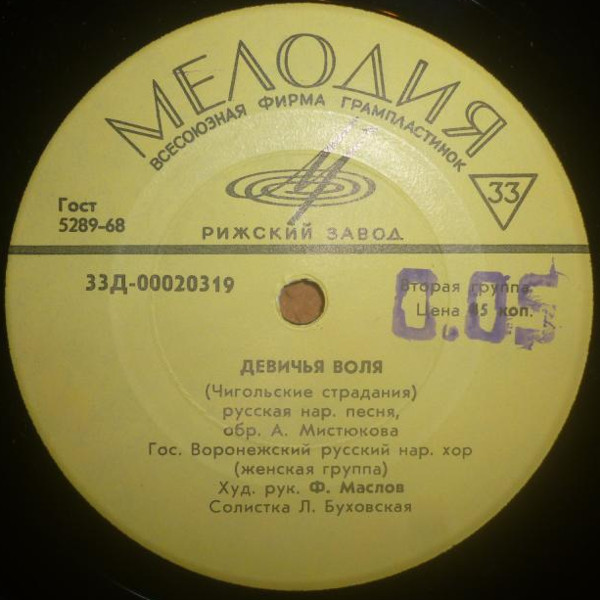 МЕЛОДИЯ
ВСЕСОЮЗНАЯ ФИРМА ГРАМПЛАСТИНОК
33
Гост
5289-68
РИЖСКИЙ ЗАВОД
33Д-00020319
Вторая группа
Цена 45 коп.
0.05
ДЕВИЧЬЯ ВОЛЯ
(Чигольские страдания)
русская нар. песня,
обр. А. Мистюкова
Гос. Воронежский русский нар. хор
(женская группа)
Худ. рук. Ф. Маслов
Солистка Л. Буховская